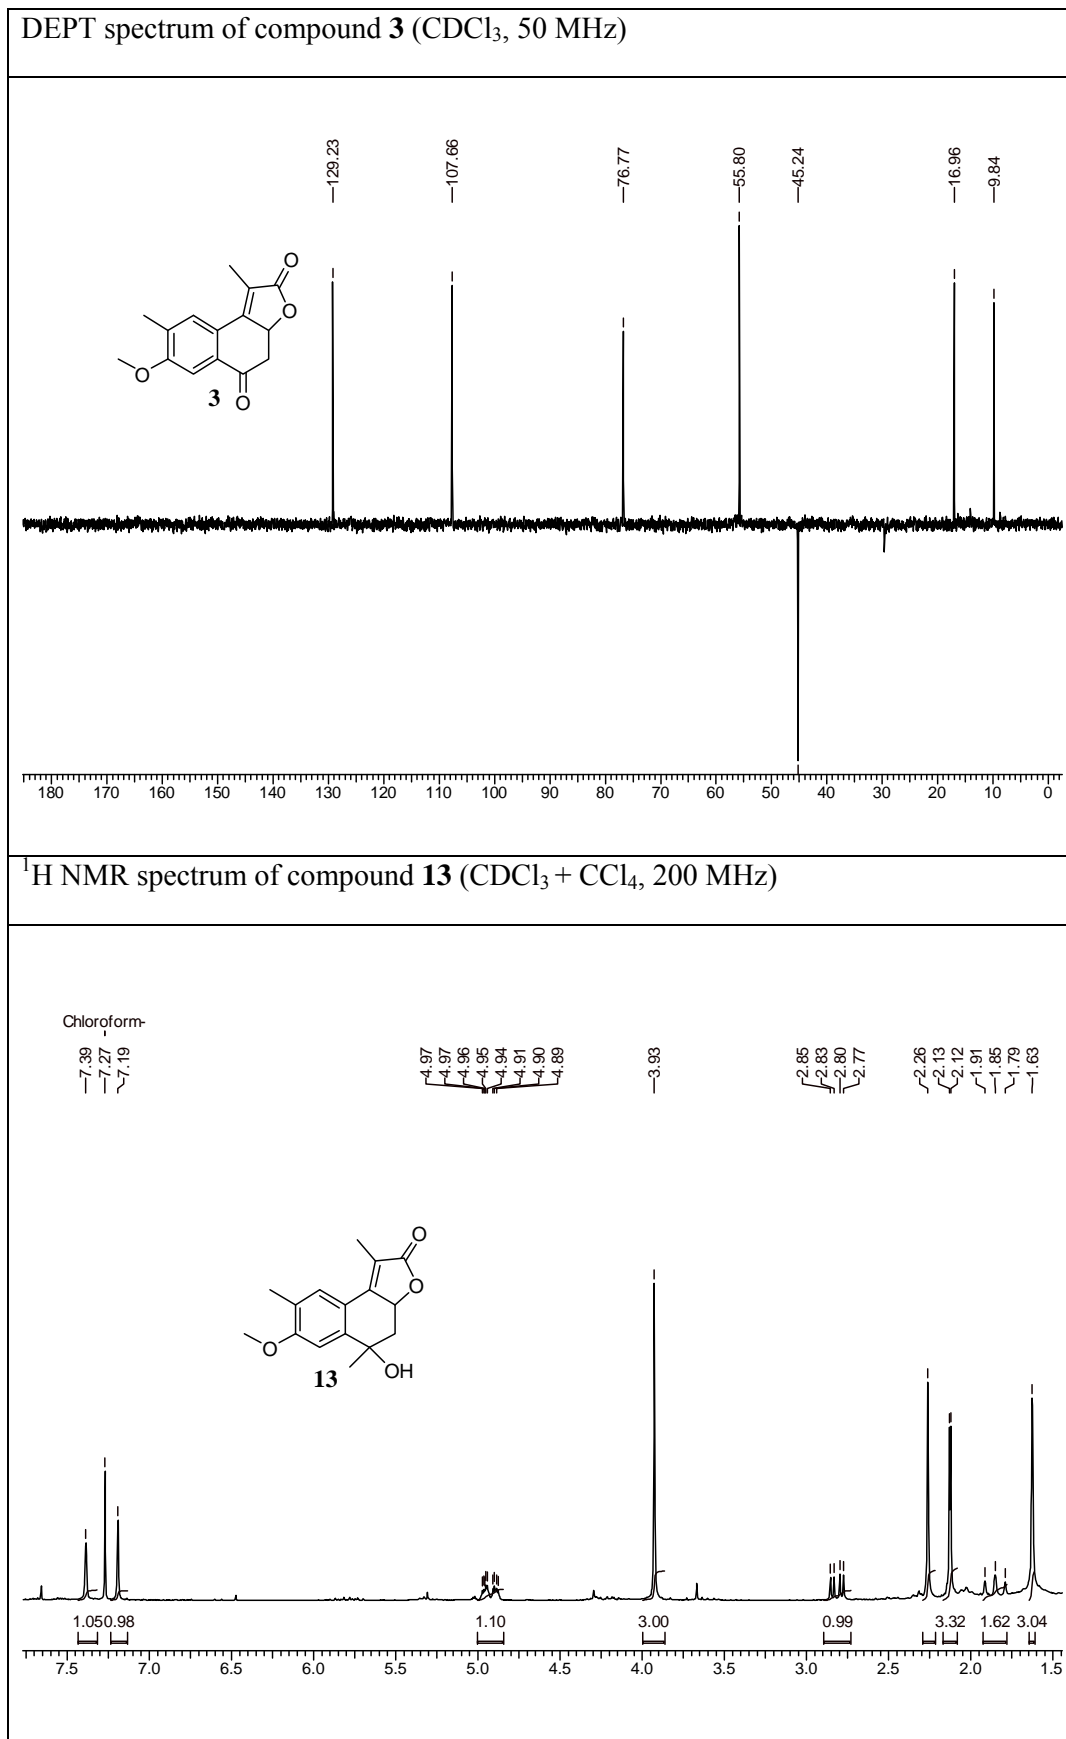 DEPT spectrum of compound 3 (CDCl₃, 50 MHz)
129.23
107.66
76.77
55.80
45.24
16.96
9.84
O
O
O
O
3
180 170 160 150 140 130 120 110 100 90 80 70 60 50 40 30 20 10 0
¹H NMR spectrum of compound 13 (CDCl₃ + CCl₄, 200 MHz)
Chloroform-
7.39
7.27
7.19
4.97
4.97
4.96
4.95
4.94
4.91
4.90
4.89
3.93
2.85
2.83
2.80
2.77
2.26
2.13
2.12
1.91
1.85
1.79
1.63
O
O
O
OH
13
1.05 0.98 1.10 3.00 0.99 3.32 1.62 3.04
7.5 7.0 6.5 6.0 5.5 5.0 4.5 4.0 3.5 3.0 2.5 2.0 1.5